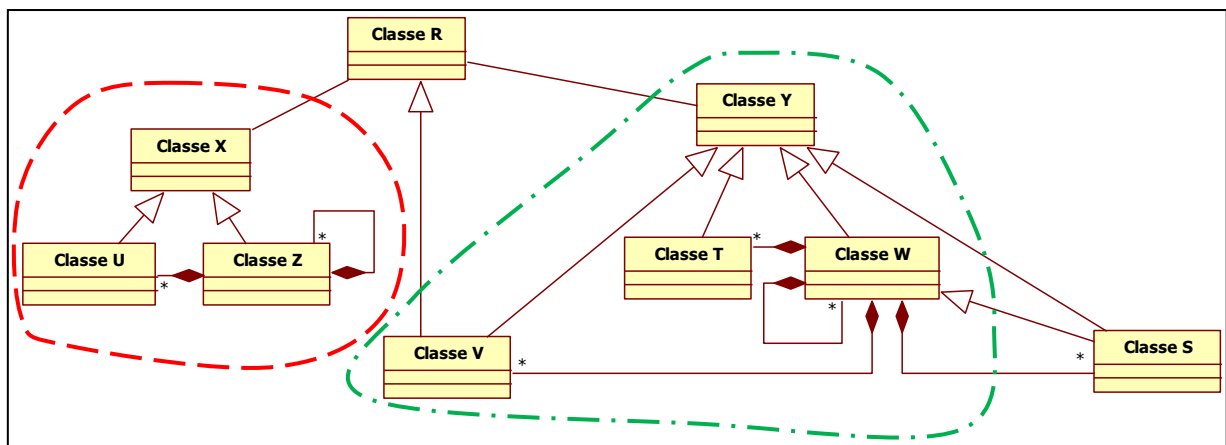 Classe R
Classe Y
Classe X
*
Classe U
Classe Z
*
Classe T
*
Classe W
*
Classe V
*
*
Classe S